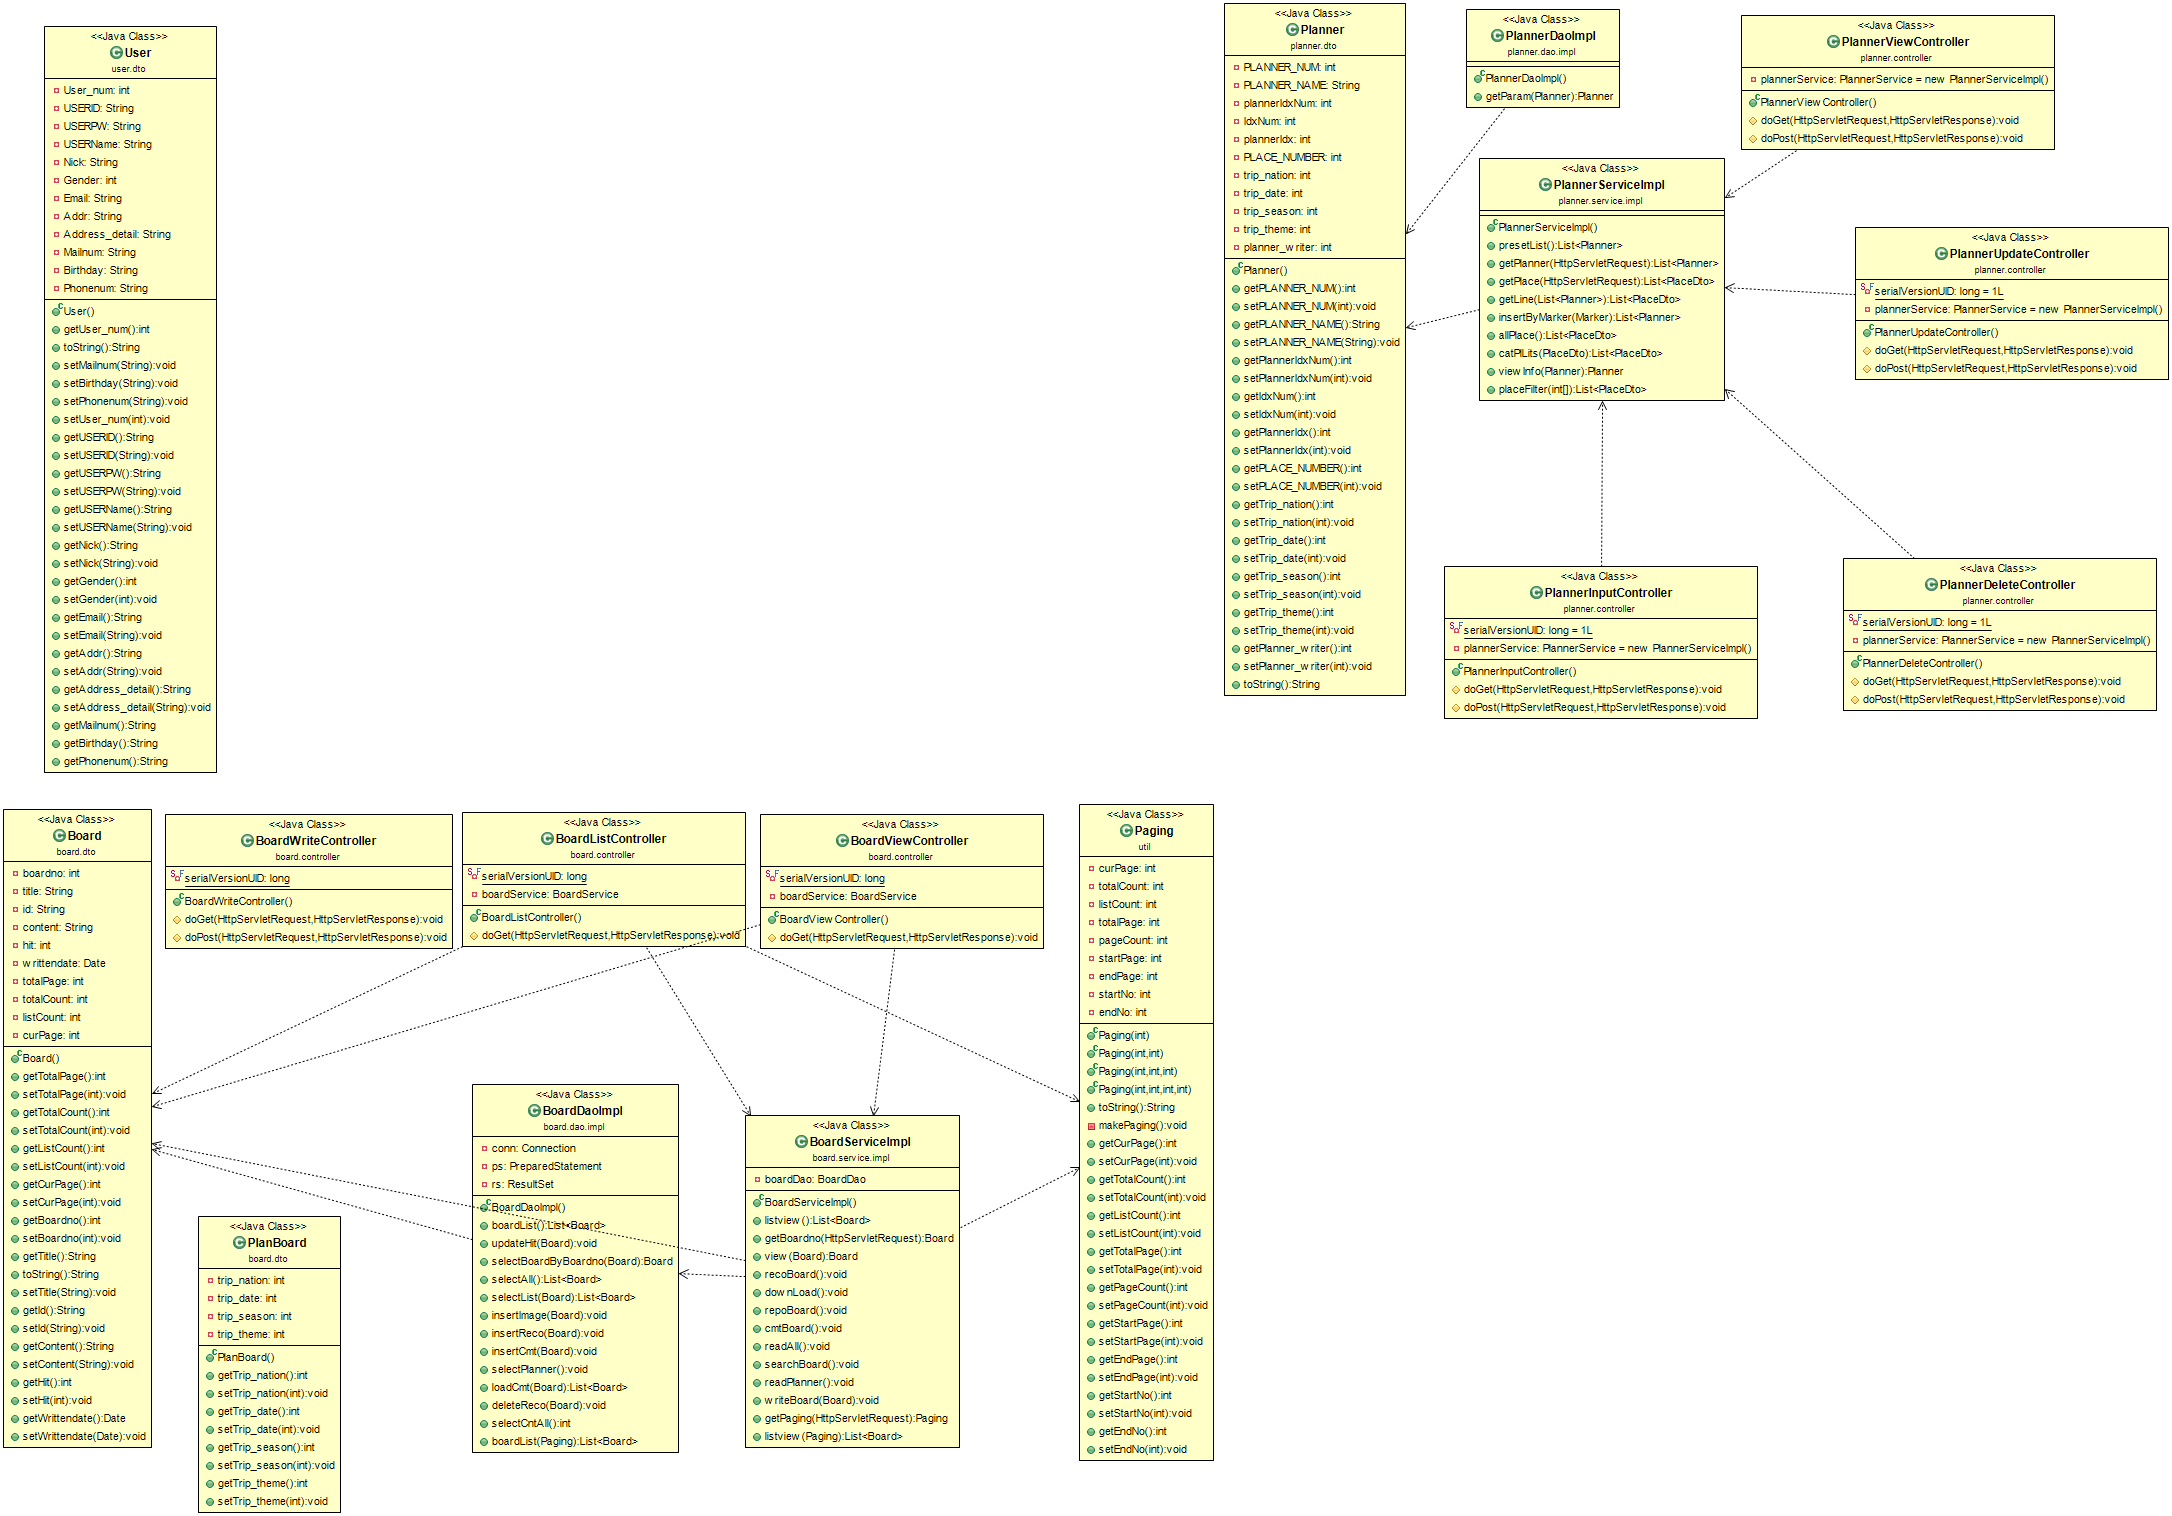 <<Java Class>>
User
user.dto
User_num: int
USERID: String
USERPW: String
USERName: String
Nick: String
Gender: int
Email: String
Addr: String
Address_detail: String
Mailnum: String
Birthday: String
Phonenum: String
User()
getUser_num():int
toString():String
setMailnum(String):void
setBirthday(String):void
setPhonenum(String):void
setUser_num(int):void
getUSERID():String
setUSERID(String):void
getUSERPW():String
setUSERPW(String):void
getUSERName():String
setUSERName(String):void
getNick():String
setNick(String):void
getGender():int
setGender(int):void
getEmail():String
setEmail(String):void
getAddr():String
setAddr(String):void
getAddress_detail():String
setAddress_detail(String):void
getMailnum():String
getBirthday():String
getPhonenum():String
<<Java Class>>
Planner
planner.dto
PLANNER_NUM: int
PLANNER_NAME: String
plannerIdxNum: int
IdxNum: int
plannerIdx: int
PLACE_NUMBER: int
trip_nation: int
trip_date: int
trip_season: int
trip_theme: int
planner_writer: int
Planner()
getPLANNER_NUM():int
setPLANNER_NUM(int):void
getPLANNER_NAME():String
setPLANNER_NAME(String):void
getPlannerIdxNum():int
setPlannerIdxNum(int):void
getIdxNum():int
setIdxNum(int):void
getPlannerIdx():int
setPlannerIdx(int):void
getPLACE_NUMBER():int
setPLACE_NUMBER(int):void
getTrip_nation():int
setTrip_nation(int):void
getTrip_date():int
setTrip_date(int):void
getTrip_season():int
setTrip_season(int):void
getTrip_theme():int
setTrip_theme(int):void
getPlanner_writer():int
setPlanner_writer(int):void
toString():String
<<Java Class>>
PlannerDaoImpl
planner.dao.impl
PlannerDaoImpl()
getParam(Planner):Planner
<<Java Class>>
PlannerViewController
planner.controller
plannerService: PlannerService = new PlannerServiceImpl()
PlannerViewController()
doGet(HttpServletRequest,HttpServletResponse):void
doPost(HttpServletRequest,HttpServletResponse):void
<<Java Class>>
PlannerServiceImpl
planner.service.impl
PlannerServiceImpl()
presetList():List<Planner>
getPlanner(HttpServletRequest):List<Planner>
getPlace(HttpServletRequest):List<PlaceDto>
getLine(List<Planner>):List<PlaceDto>
insertByMarker(Marker):List<Planner>
allPlace():List<PlaceDto>
catPlLits(PlaceDto):List<PlaceDto>
viewInfo(Planner):Planner
placeFilter(int[]):List<PlaceDto>
<<Java Class>>
PlannerUpdateController
planner.controller
serialVersionUID: long = 1L
plannerService: PlannerService = new PlannerServiceImpl()
PlannerUpdateController()
doGet(HttpServletRequest,HttpServletResponse):void
doPost(HttpServletRequest,HttpServletResponse):void
<<Java Class>>
PlannerInputController
planner.controller
serialVersionUID: long = 1L
plannerService: PlannerService = new PlannerServiceImpl()
PlannerInputController()
doGet(HttpServletRequest,HttpServletResponse):void
doPost(HttpServletRequest,HttpServletResponse):void
<<Java Class>>
PlannerDeleteController
planner.controller
serialVersionUID: long = 1L
plannerService: PlannerService = new PlannerServiceImpl()
PlannerDeleteController()
doGet(HttpServletRequest,HttpServletResponse):void
doPost(HttpServletRequest,HttpServletResponse):void
<<Java Class>>
Board
board.dto
boardno: int
title: String
id: String
content: String
hit: int
writtendate: Date
totalPage: int
totalCount: int
listCount: int
curPage: int
Board()
getTotalPage():int
setTotalPage(int):void
getTotalCount():int
setTotalCount(int):void
getListCount():int
setListCount(int):void
getCurPage():int
setCurPage(int):void
getBoardno():int
setBoardno(int):void
getTitle():String
toString():String
setTitle(String):void
getId():String
setId(String):void
getContent():String
setContent(String):void
getHit():int
setHit(int):void
getWrittendate():Date
setWrittendate(Date):void
<<Java Class>>
BoardWriteController
board.controller
serialVersionUID: long
BoardWriteController()
doGet(HttpServletRequest,HttpServletResponse):void
doPost(HttpServletRequest,HttpServletResponse):void
<<Java Class>>
BoardListController
board.controller
serialVersionUID: long
boardService: BoardService
BoardListController()
doGet(HttpServletRequest,HttpServletResponse):void
<<Java Class>>
BoardViewController
board.controller
serialVersionUID: long
boardService: BoardService
BoardViewController()
doGet(HttpServletRequest,HttpServletResponse):void
<<Java Class>>
Paging
util
curPage: int
totalCount: int
listCount: int
totalPage: int
pageCount: int
startPage: int
endPage: int
startNo: int
endNo: int
Paging(int)
Paging(int,int)
Paging(int,int,int)
Paging(int,int,int,int)
toString():String
makePaging():void
getCurPage():int
setCurPage(int):void
getTotalCount():int
setTotalCount(int):void
getListCount():int
setListCount(int):void
getTotalPage():int
setTotalPage(int):void
getPageCount():int
setPageCount(int):void
getStartPage():int
setStartPage(int):void
getEndPage():int
setEndPage(int):void
getStartNo():int
setStartNo(int):void
getEndNo():int
setEndNo(int):void
<<Java Class>>
PlanBoard
board.dto
trip_nation: int
trip_date: int
trip_season: int
trip_theme: int
PlanBoard()
getTrip_nation():int
setTrip_nation(int):void
getTrip_date():int
setTrip_date(int):void
getTrip_season():int
setTrip_season(int):void
getTrip_theme():int
setTrip_theme(int):void
<<Java Class>>
BoardDaoImpl
board.dao.impl
conn: Connection
ps: PreparedStatement
rs: ResultSet
BoardDaoImpl()
boardList():List<Board>
updateHit(Board):void
selectBoardByBoardno(Board):Board
selectAll():List<Board>
selectList(Board):List<Board>
insertImage(Board):void
insertReco(Board):void
insertCmt(Board):void
selectPlanner():void
loadCmt(Board):List<Board>
deleteReco(Board):void
selectCntAll():int
boardList(Paging):List<Board>
<<Java Class>>
BoardServiceImpl
board.service.impl
boardDao: BoardDao
BoardServiceImpl()
listview():List<Board>
getBoardno(HttpServletRequest):Board
view(Board):Board
recoBoard():void
downLoad():void
repoBoard():void
cmtBoard():void
readAll():void
searchBoard():void
readPlanner():void
writeBoard(Board):void
getPaging(HttpServletRequest):Paging
listview(Paging):List<Board>